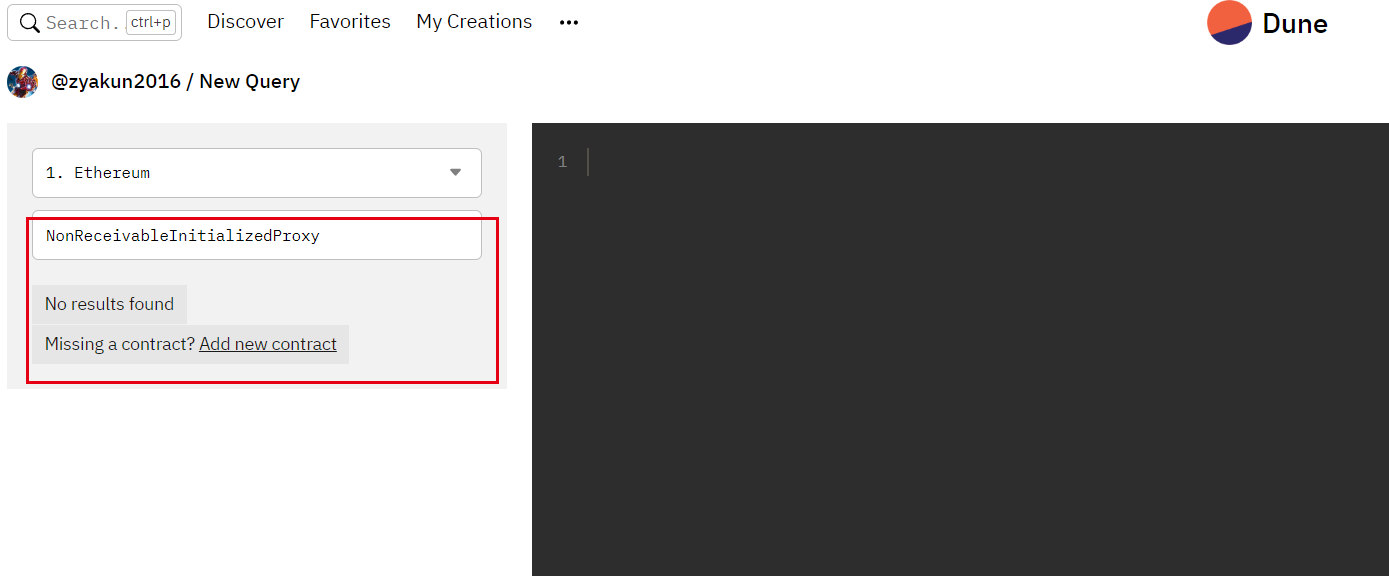 Search. ctrl+p Discover Favorites My Creations ••• Dune
@zyakun2016 / New Query
1. Ethereum
1
NonReceivableInitializedProxy
No results found
Missing a contract? Add new contract